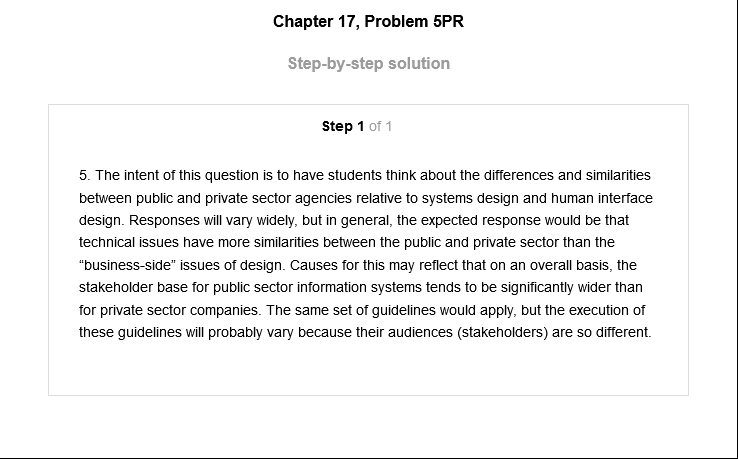 Chapter 17, Problem 5PR
Step-by-step solution
Step 1 of 1
5. The intent of this question is to have students think about the differences and similarities
between public and private sector agencies relative to systems design and human interface
design. Responses will vary widely, but in general, the expected response would be that
technical issues have more similarities between the public and private sector than the
“business-side” issues of design. Causes for this may reflect that on an overall basis, the
stakeholder base for public sector information systems tends to be significantly wider than
for private sector companies. The same set of guidelines would apply, but the execution of
these guidelines will probably vary because their audiences (stakeholders) are so different.